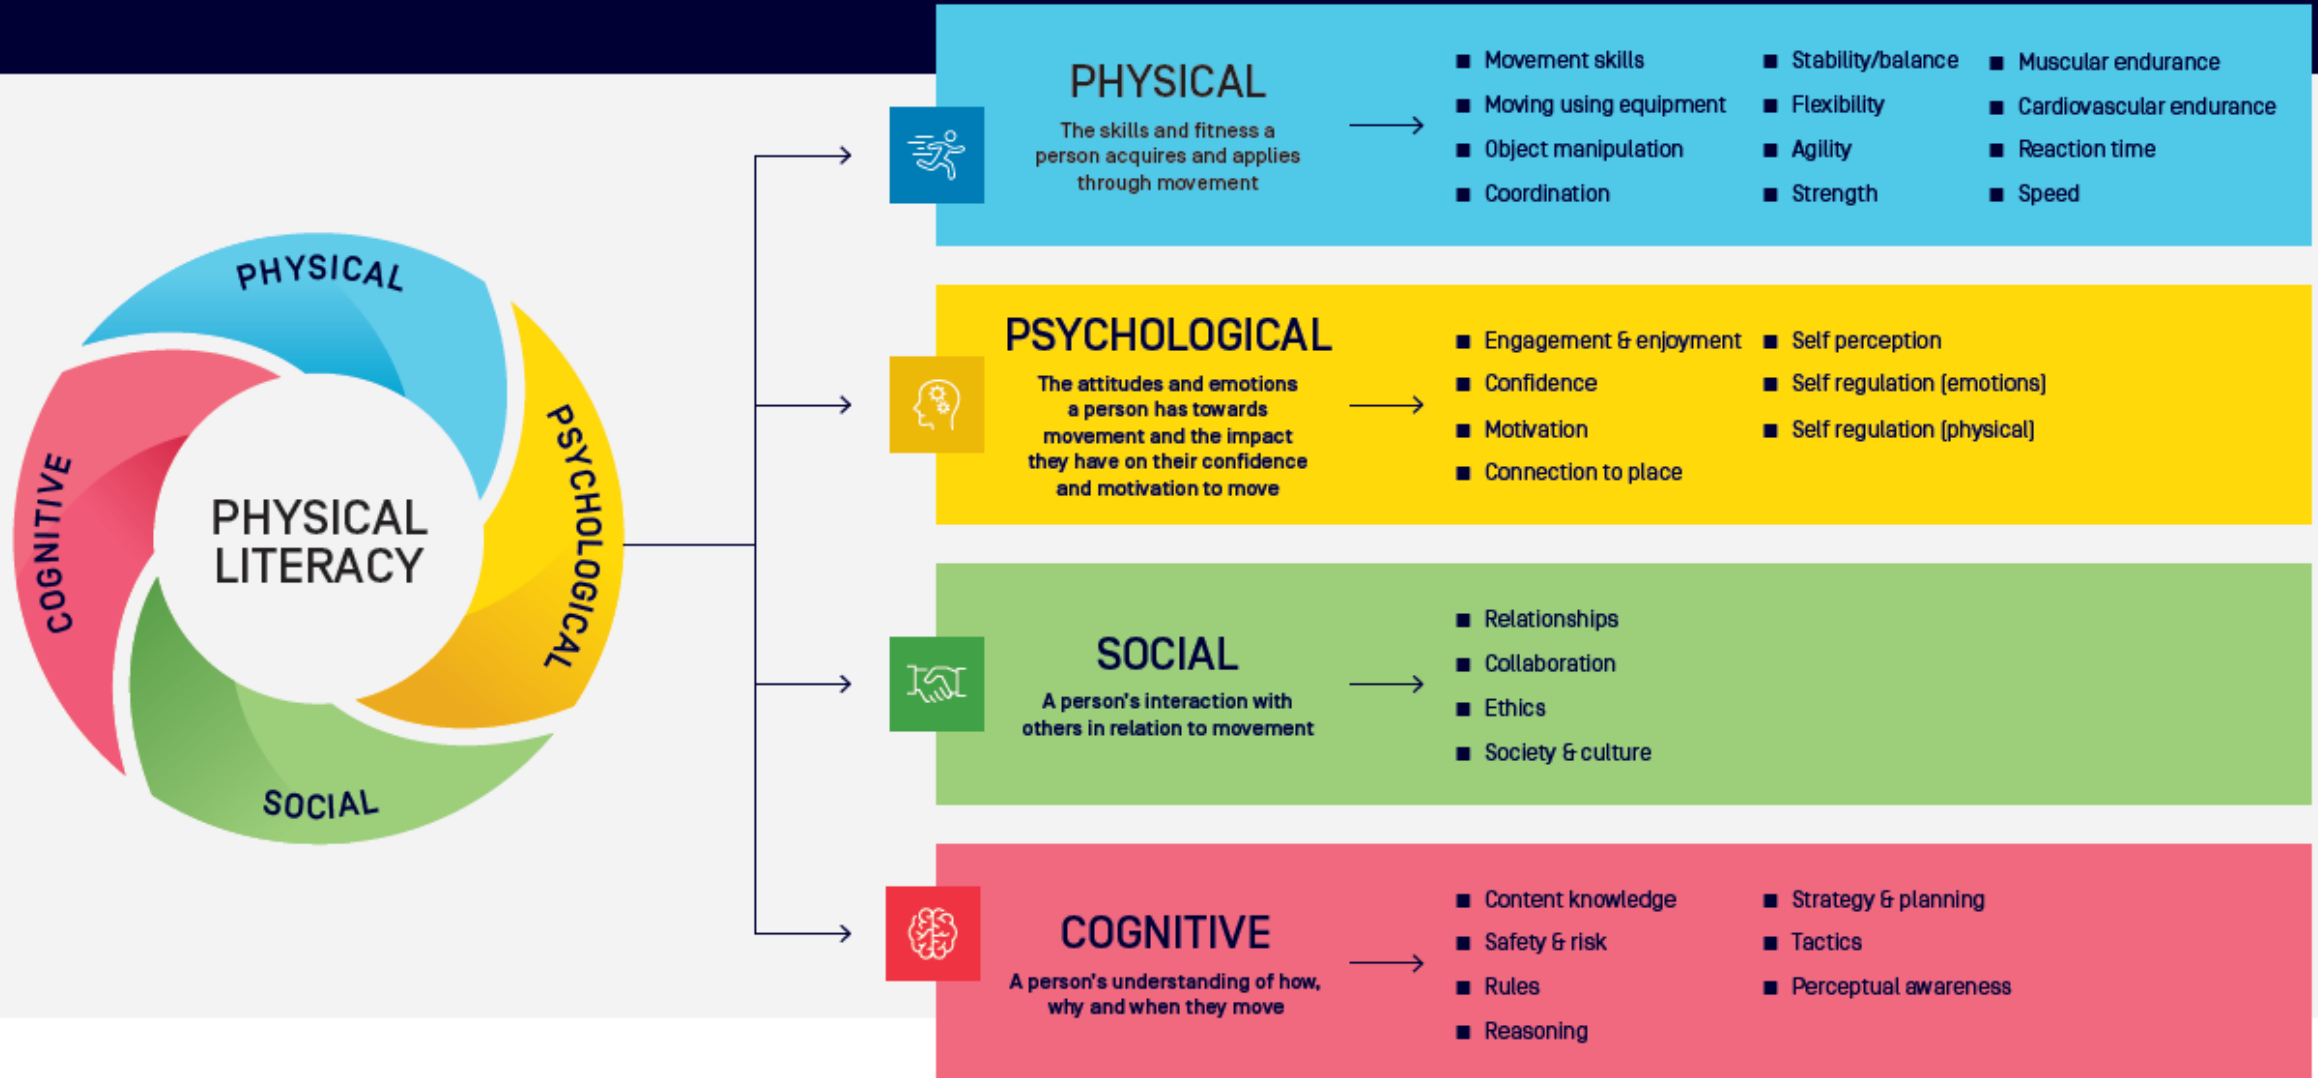 PHYSICAL
PSYCHOLOGICAL
SOCIAL
COGNITIVE
PHYSICAL
LITERACY
PHYSICAL
The skills and fitness a
person acquires and applies
through movement
Movement skills
Moving using equipment
Object manipulation
Coordination
Stability/balance
Flexibility
Agility
Strength
Muscular endurance
Cardiovascular endurance
Reaction time
Speed
PSYCHOLOGICAL
The attitudes and emotions
a person has towards
movement and the impact
they have on their confidence
and motivation to move
Engagement & enjoyment
Confidence
Motivation
Connection to place
Self perception
Self regulation (emotions)
Self regulation (physical)
SOCIAL
A person's interaction with
others in relation to movement
Relationships
Collaboration
Ethics
Society & culture
COGNITIVE
A person's understanding of how,
why and when they move
Content knowledge
Safety & risk
Rules
Reasoning
Strategy & planning
Tactics
Perceptual awareness